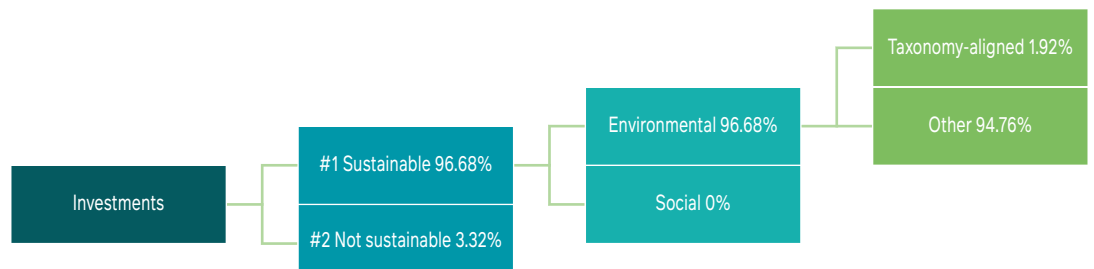 Investments
#1 Sustainable 96.68%
#2 Not sustainable 3.32%
Environmental 96.68%
Social 0%
Taxonomy-aligned 1.92%
Other 94.76%